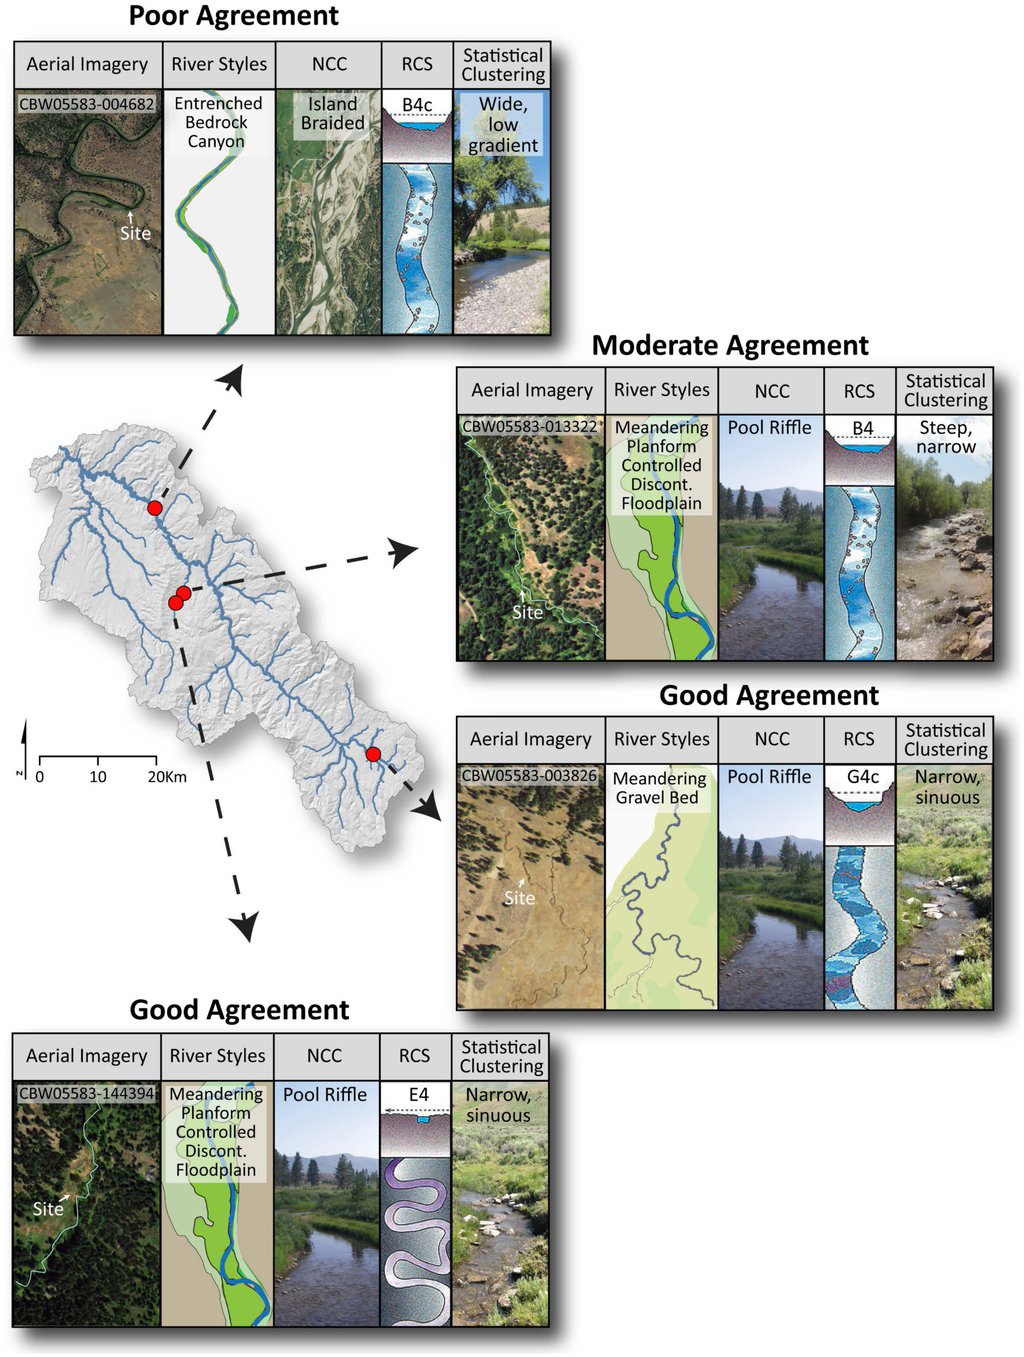 Poor Agreement
Aerial Imagery
River Styles
NCC
RCS
Statistical
Clustering
CBW05583-004682
Site
Entrenched
Bedrock
Canyon
Island
Braided
B4c
Wide,
low
gradient
Moderate Agreement
Aerial Imagery
River Styles
NCC
RCS
Statistical
Clustering
CBW05583-013322
Site
Meandering
Planform
Controlled
Discont.
Floodplain
Pool Riffle
B4
Steep,
narrow
Good Agreement
Aerial Imagery
River Styles
NCC
RCS
Statistical
Clustering
CBW05583-003826
Site
Meandering
Gravel Bed
Pool Riffle
G4c
Narrow,
sinuous
N
0 10 20Km
Good Agreement
Aerial Imagery
River Styles
NCC
RCS
Statistical
Clustering
CBW05583-144394
Site
Meandering
Planform
Controlled
Discont.
Floodplain
Pool Riffle
E4
Narrow,
sinuous